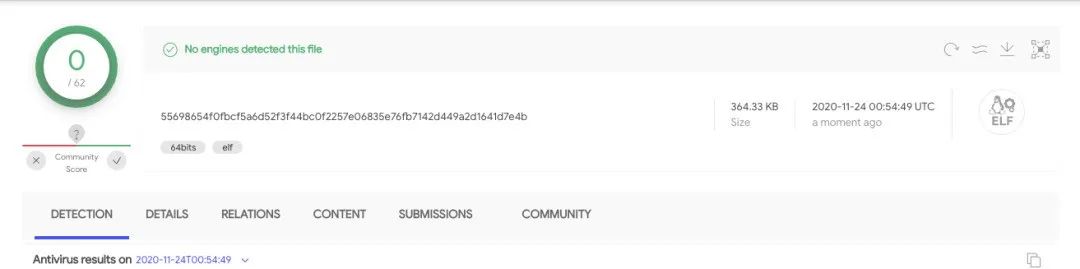 0
/ 62
?
Community
Score
No engines detected this file
55698654f0fbcf5a6d52f3f44bc0f2257e06835e76fb7142d449a2d1641d7e4b
64bits elf
364.33 KB
Size
2020-11-24 00:54:49 UTC
a moment ago
ELF
DETECTION DETAILS RELATIONS CONTENT SUBMISSIONS COMMUNITY
Antivirus results on 2020-11-24T00:54:49